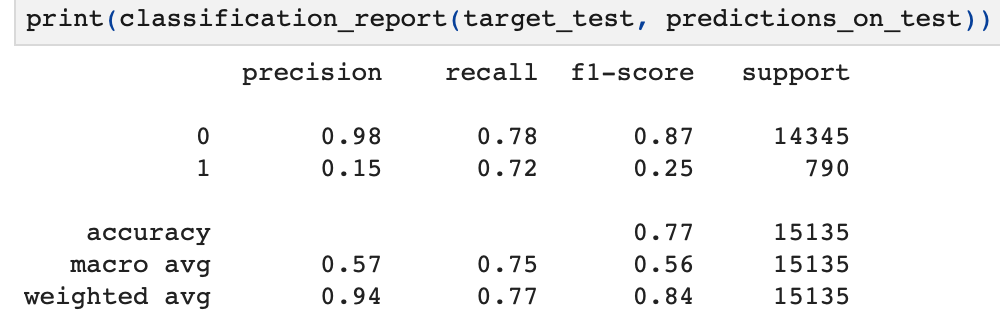 print(classification_report(target_test, predictions_on_test))
precision recall f1-score support
0 0.98 0.78 0.87 14345
1 0.15 0.72 0.25 790
accuracy 0.77 15135
macro avg 0.57 0.75 0.56 15135
weighted avg 0.94 0.77 0.84 15135